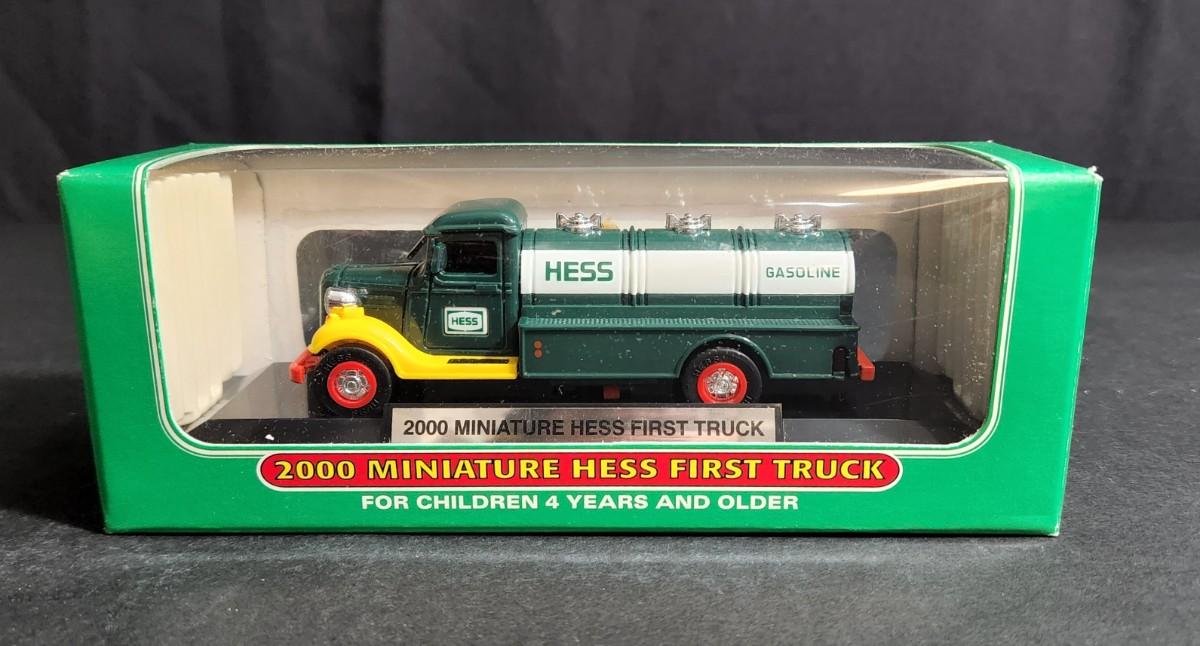 HESS
GASOLINE
HESS
2000 MINIATURE HESS FIRST TRUCK
2000 MINIATURE HESS FIRST TRUCK
FOR CHILDREN 4 YEARS AND OLDER